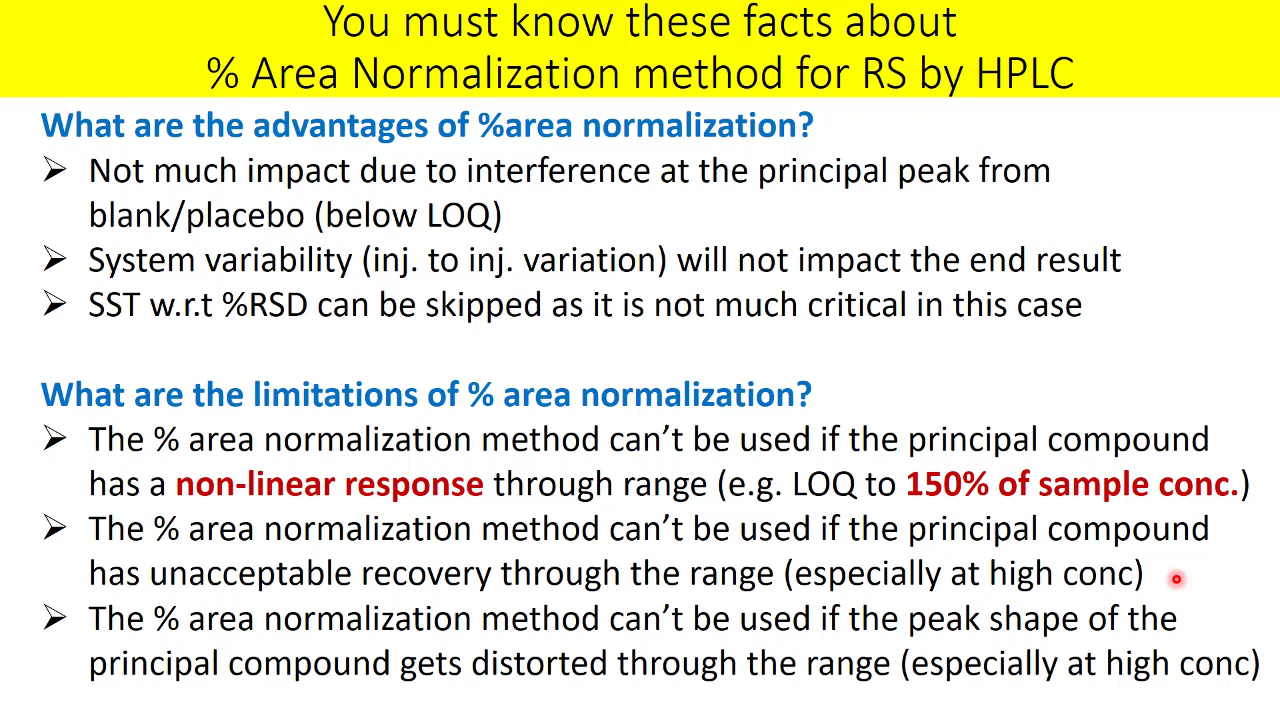 You must know these facts about
% Area Normalization method for RS by HPLC
What are the advantages of %area normalization?
➢ Not much impact due to interference at the principal peak from
blank/placebo (below LOQ)
➢ System variability (inj. to inj. variation) will not impact the end result
➢ SST w.r.t %RSD can be skipped as it is not much critical in this case
What are the limitations of % area normalization?
➢ The % area normalization method can’t be used if the principal compound
has a non-linear response through range (e.g. LOQ to 150% of sample conc.)
➢ The % area normalization method can’t be used if the principal compound
has unacceptable recovery through the range (especially at high conc)
➢ The % area normalization method can’t be used if the peak shape of the
principal compound gets distorted through the range (especially at high conc)